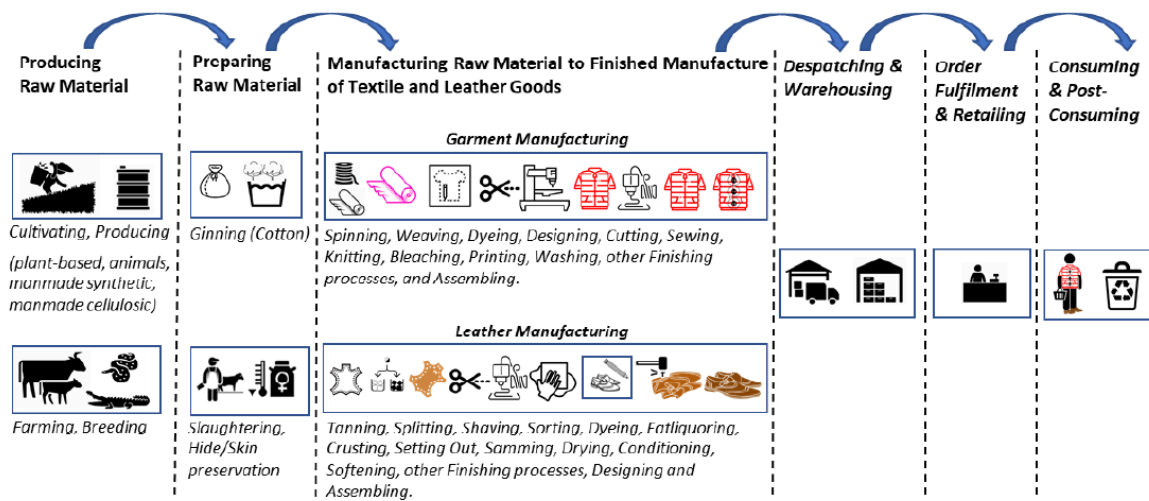 Producing
Raw Material
Preparing
Raw Material
Manufacturing Raw Material to Finished Manufacture
of Textile and Leather Goods
Despatching &
Warehousing
Order
Fulfilment
& Retailing
Consuming
& Post-
Consuming
Garment Manufacturing
Cultivating, Producing
(plant-based, animals,
manmade synthetic,
manmade cellulosic)
Ginning (Cotton)
Spinning, Weaving, Dyeing, Designing, Cutting, Sewing,
Knitting, Bleaching, Printing, Washing, other Finishing
processes, and Assembling.
Leather Manufacturing
Farming, Breeding
Slaughtering,
Hide/Skin
preservation
Tanning, Splitting, Shaving, Sorting, Dyeing, Fatliquoring,
Crusting, Setting Out, Samming, Drying, Conditioning,
Softening, other Finishing processes, Designing and
Assembling.